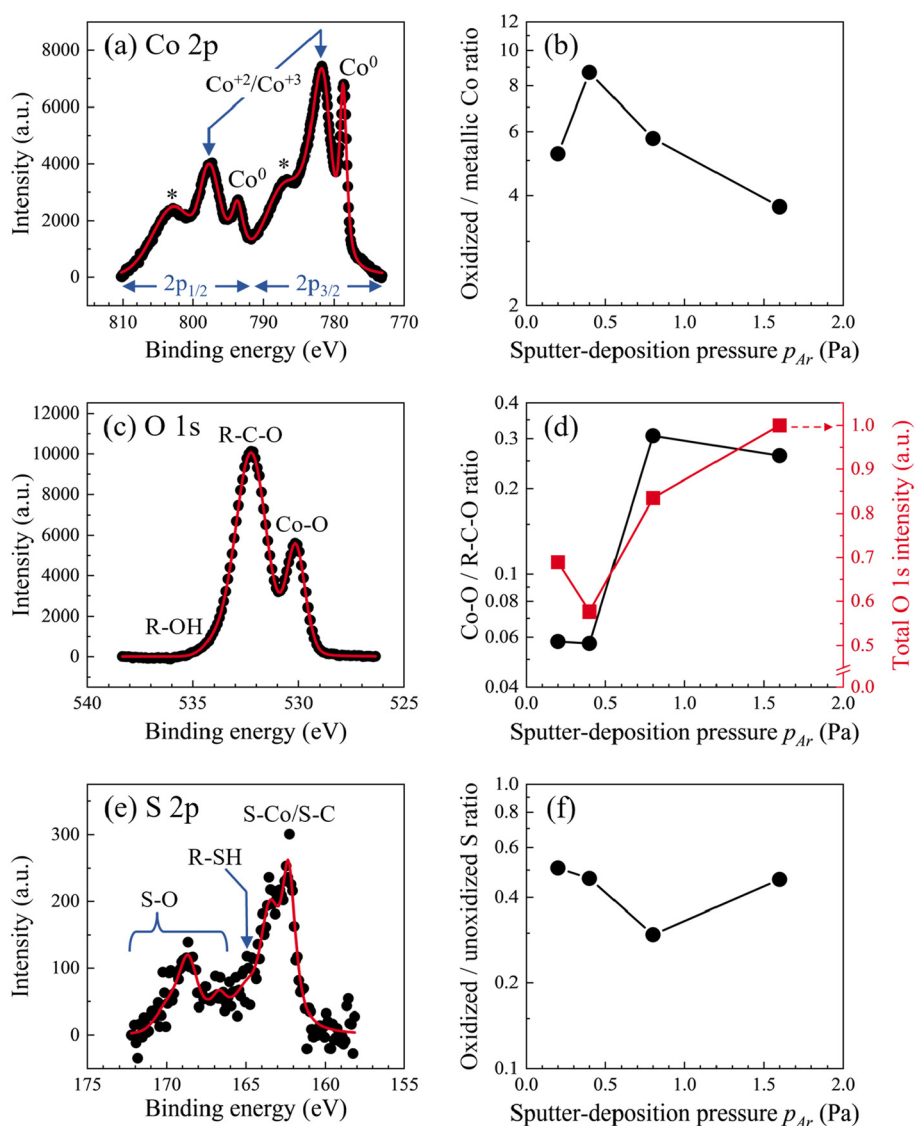 (a) Co 2p
Co+2/Co+3
Co0
*
Co0
*
2p1/2
2p3/2
8000
6000
4000
2000
0
Intensity (a.u.)
810
800
790
780
770
Binding energy (eV)
(b)
12
10
8
6
4
2
Oxidized / metallic Co ratio
0.0
0.5
1.0
1.5
2.0
Sputter-deposition pressure pAr (Pa)
(c) O 1s
R-C-O
Co-O
R-OH
12000
10000
8000
6000
4000
2000
0
Intensity (a.u.)
540
535
530
525
Binding energy (eV)
(d)
0.4
0.3
0.2
0.1
0.06
0.04
Co-O / R-C-O ratio
1.0
0.9
0.8
0.7
0.6
0.5
0.0
Total O 1s intensity (a.u.)
0.0
0.5
1.0
1.5
2.0
Sputter-deposition pressure pAr (Pa)
(e) S 2p
S-Co/S-C
R-SH
S-O
300
200
100
0
Intensity (a.u.)
175
170
165
160
155
Binding energy (eV)
(f)
1.0
0.8
0.6
0.4
0.2
0.1
Oxidized / unoxidized S ratio
0.0
0.5
1.0
1.5
2.0
Sputter-deposition pressure pAr (Pa)